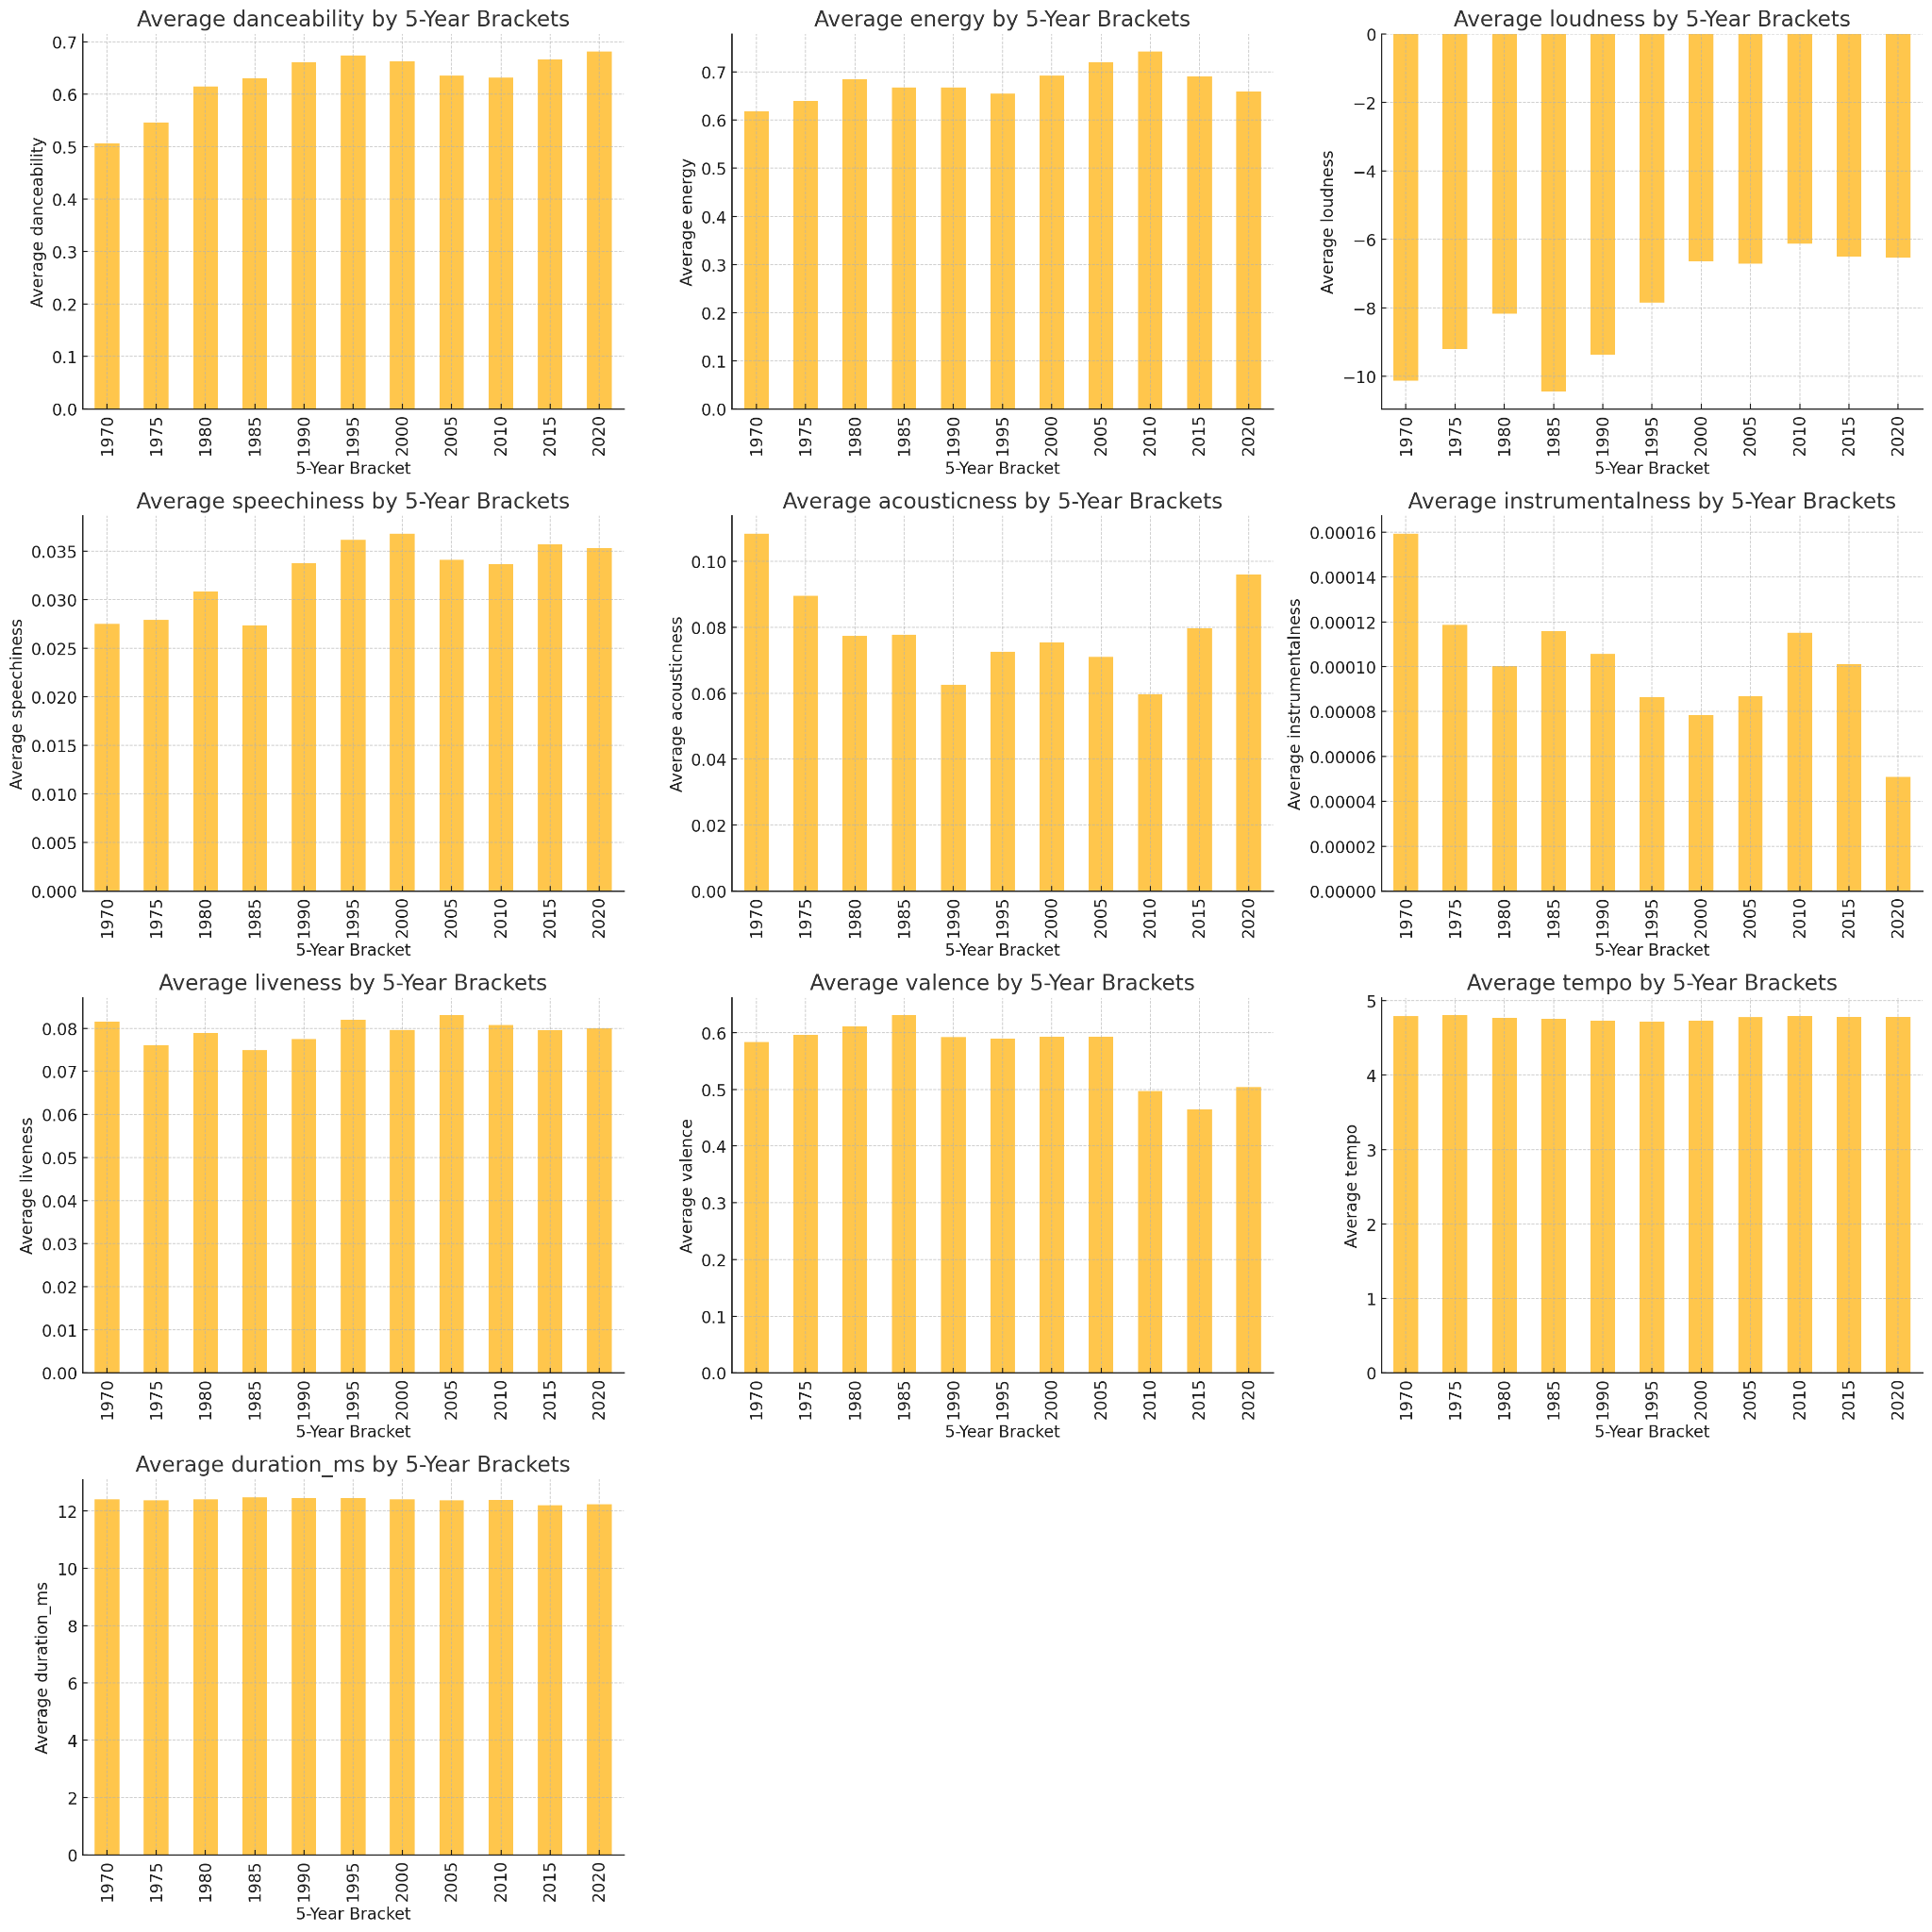 Average danceability by 5-Year Brackets
Average danceability
0.7
0.6
0.5
0.4
0.3
0.2
0.1
0.0
1970 1975 1980 1985 1990 1995 2000 2005 2010 2015 2020
5-Year Bracket
Average energy by 5-Year Brackets
Average energy
0.7
0.6
0.5
0.4
0.3
0.2
0.1
0.0
1970 1975 1980 1985 1990 1995 2000 2005 2010 2015 2020
5-Year Bracket
Average loudness by 5-Year Brackets
Average loudness
0
−2
−4
−6
−8
−10
1970 1975 1980 1985 1990 1995 2000 2005 2010 2015 2020
5-Year Bracket
Average speechiness by 5-Year Brackets
Average speechiness
0.035
0.030
0.025
0.020
0.015
0.010
0.005
0.000
1970 1975 1980 1985 1990 1995 2000 2005 2010 2015 2020
5-Year Bracket
Average acousticness by 5-Year Brackets
Average acousticness
0.10
0.08
0.06
0.04
0.02
0.00
1970 1975 1980 1985 1990 1995 2000 2005 2010 2015 2020
5-Year Bracket
Average instrumentalness by 5-Year Brackets
Average instrumentalness
0.00016
0.00014
0.00012
0.00010
0.00008
0.00006
0.00004
0.00002
0.00000
1970 1975 1980 1985 1990 1995 2000 2005 2010 2015 2020
5-Year Bracket
Average liveness by 5-Year Brackets
Average liveness
0.08
0.07
0.06
0.05
0.04
0.03
0.02
0.01
0.00
1970 1975 1980 1985 1990 1995 2000 2005 2010 2015 2020
5-Year Bracket
Average valence by 5-Year Brackets
Average valence
0.6
0.5
0.4
0.3
0.2
0.1
0.0
1970 1975 1980 1985 1990 1995 2000 2005 2010 2015 2020
5-Year Bracket
Average tempo by 5-Year Brackets
Average tempo
5
4
3
2
1
0
1970 1975 1980 1985 1990 1995 2000 2005 2010 2015 2020
5-Year Bracket
Average duration_ms by 5-Year Brackets
Average duration_ms
12
10
8
6
4
2
0
1970 1975 1980 1985 1990 1995 2000 2005 2010 2015 2020
5-Year Bracket